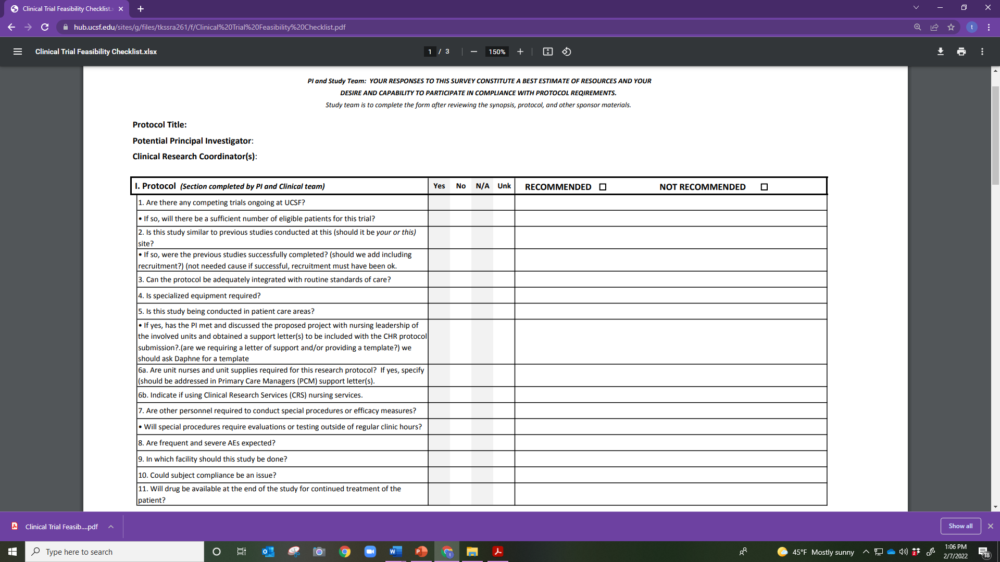 Clinical Trial Feasibility Checklist.
hub.ucsf.edu/sites/g/files/tkssra261/f/Clinical%20Trial%20Feasibility%20Checklist.pdf
t
Clinical Trial Feasibility Checklist.xlsx
1 / 3
150%
PI and Study Team: YOUR RESPONSES TO THIS SURVEY CONSTITUTE A BEST ESTIMATE OF RESOURCES AND YOUR
DESIRE AND CAPABILITY TO PARTICIPATE IN COMPLIANCE WITH PROTOCOL REQIREMENTS.
Study team is to complete the form after reviewing the synopsis, protocol, and other sponsor materials.
Protocol Title:
Potential Principal Investigator:
Clinical Research Coordinator(s):
I. Protocol (Section completed by PI and Clinical team) Yes No N/A Unk RECOMMENDED NOT RECOMMENDED
1. Are there any competing trials ongoing at UCSF?
• If so, will there be a sufficient number of eligible patients for this trial?
2. Is this study similar to previous studies conducted at this (should it be your or this)
site?
• If so, were the previous studies successfully completed? (should we add including
recruitment?) (not needed cause if successful, recruitment must have been ok.
3. Can the protocol be adequately integrated with routine standards of care?
4. Is specialized equipment required?
5. Is this study being conducted in patient care areas?
• If yes, has the PI met and discussed the proposed project with nursing leadership of
the involved units and obtained a support letter(s) to be included with the CHR protocol
submission?.(are we requiring a letter of support and/or providing a template?) we
should ask Daphne for a template
6a. Are unit nurses and unit supplies required for this research protocol? If yes, specify
(should be addressed in Primary Care Managers (PCM) support letter(s).
6b. Indicate if using Clinical Research Services (CRS) nursing services.
7. Are other personnel required to conduct special procedures or efficacy measures?
• Will special procedures require evaluations or testing outside of regular clinic hours?
8. Are frequent and severe AEs expected?
9. In which facility should this study be done?
10. Could subject compliance be an issue?
11. Will drug be available at the end of the study for continued treatment of the
patient?
Clinical Trial Feasib....pdf
Show all
Type here to search
45°F Mostly sunny
1:06 PM
2/7/2022
18